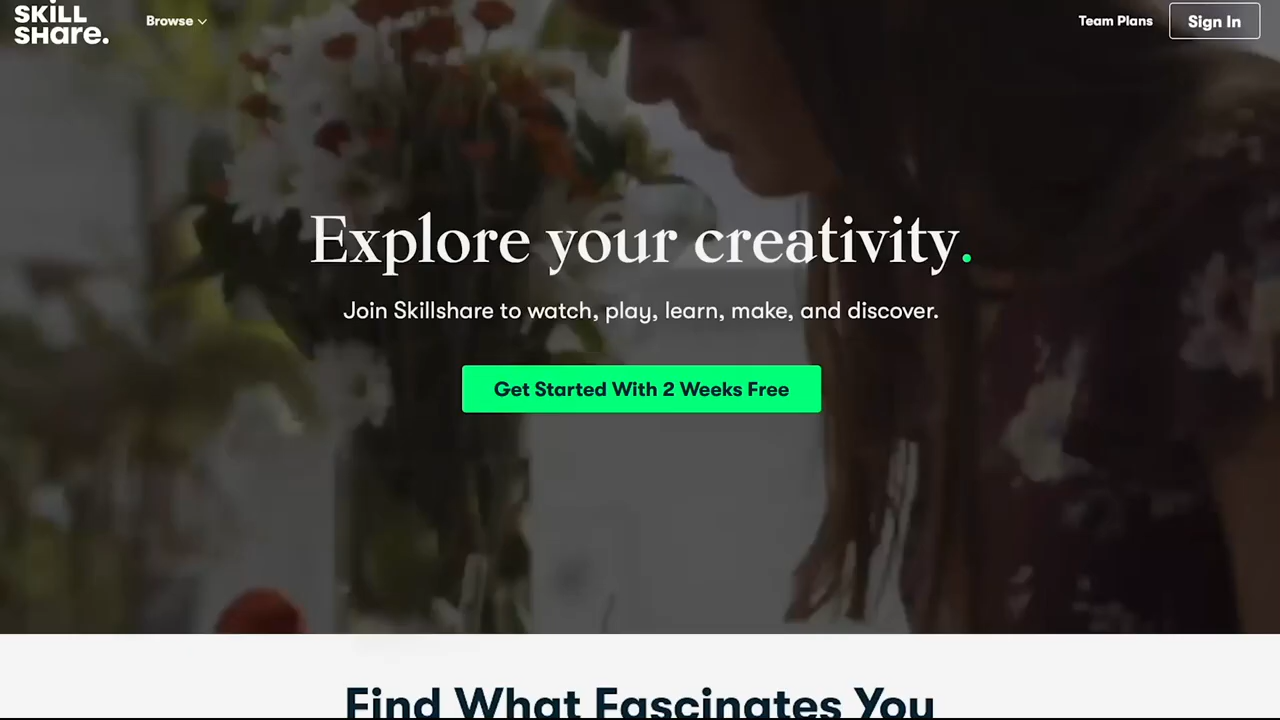 SKILL
SHare.
Browse
Team Plans
Sign In
Explore your creativity.
Join Skillshare to watch, play, learn, make, and discover.
Get Started With 2 Weeks Free
Find What Fascinates You